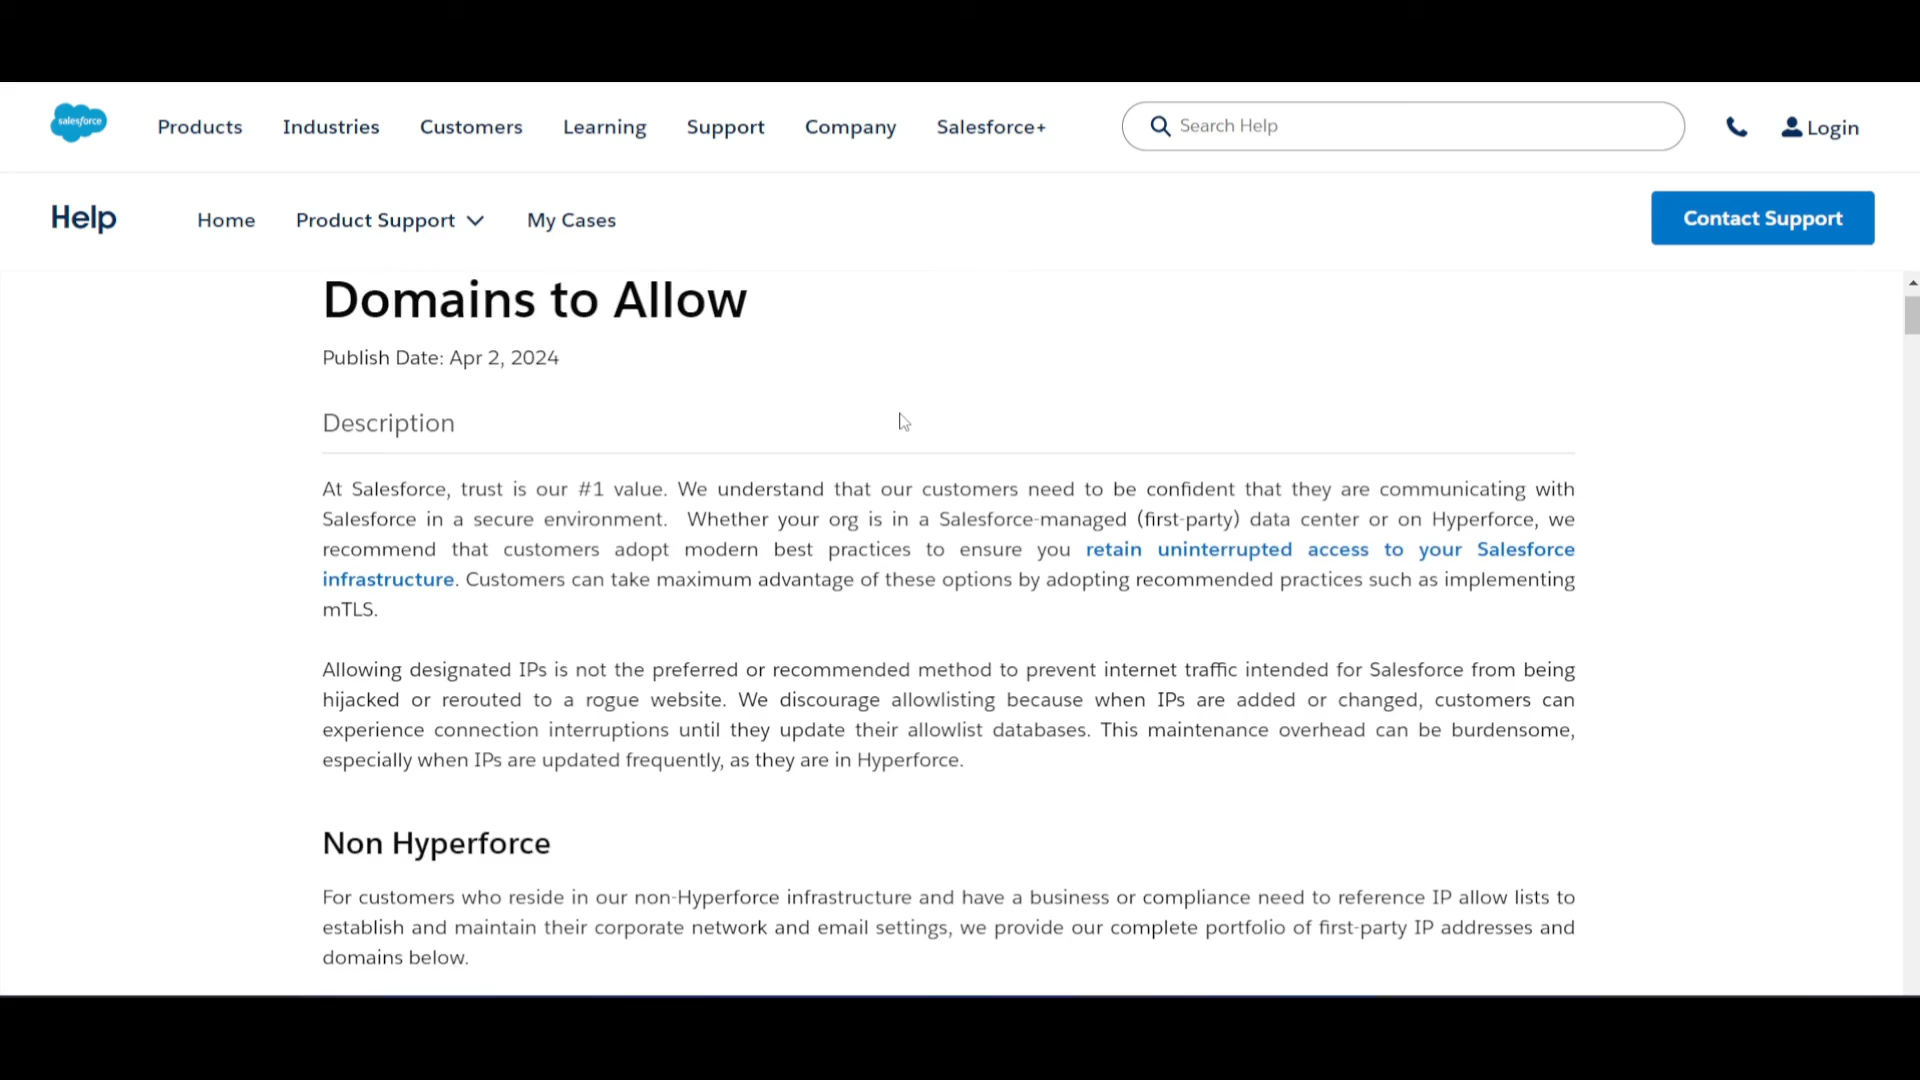 salesforce
Products
Industries
Customers
Learning
Support
Company
Salesforce+
Search Help
Login
Help
Home
Product Support
My Cases
Contact Support
Domains to Allow
Publish Date: Apr 2, 2024
Description
At Salesforce, trust is our #1 value. We understand that our customers need to be confident that they are communicating with
Salesforce in a secure environment.  Whether your org is in a Salesforce-managed (first-party) data center or on Hyperforce, we
recommend that customers adopt modern best practices to ensure you retain uninterrupted access to your Salesforce
infrastructure. Customers can take maximum advantage of these options by adopting recommended practices such as implementing
mTLS.
Allowing designated IPs is not the preferred or recommended method to prevent internet traffic intended for Salesforce from being
hijacked or rerouted to a rogue website. We discourage allowlisting because when IPs are added or changed, customers can
experience connection interruptions until they update their allowlist databases. This maintenance overhead can be burdensome,
especially when IPs are updated frequently, as they are in Hyperforce.
Non Hyperforce
For customers who reside in our non-Hyperforce infrastructure and have a business or compliance need to reference IP allow lists to
establish and maintain their corporate network and email settings, we provide our complete portfolio of first-party IP addresses and
domains below.